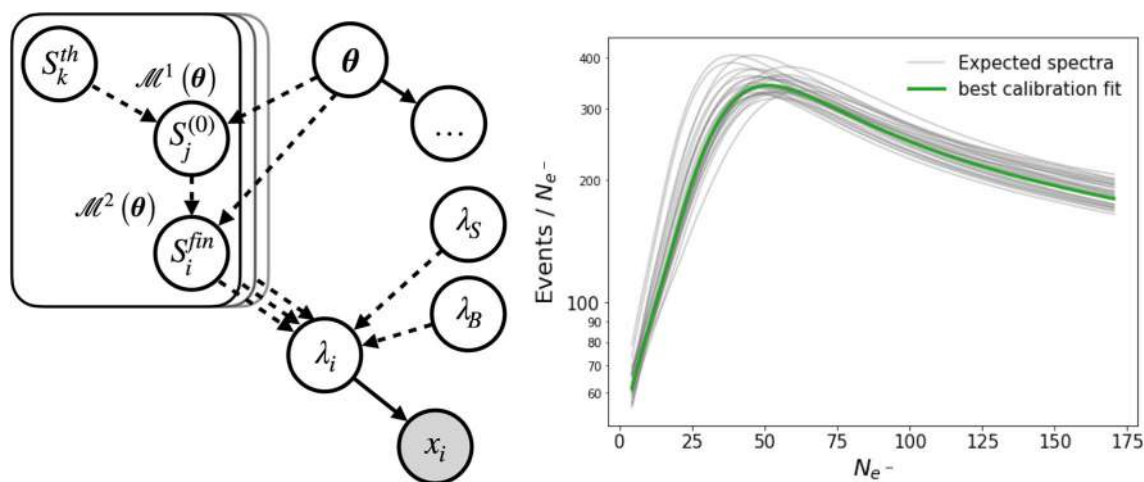 S_k^{th}
ℳ^1 (θ)
θ
S_j^{(0)}
...
ℳ^2 (θ)
S_i^{fin}
λ_S
λ_B
λ_i
x_i
Expected spectra
best calibration fit
Events / N_{e^-}
400
300
200
100
90
80
70
60
0 25 50 75 100 125 150 175
N_{e^-}